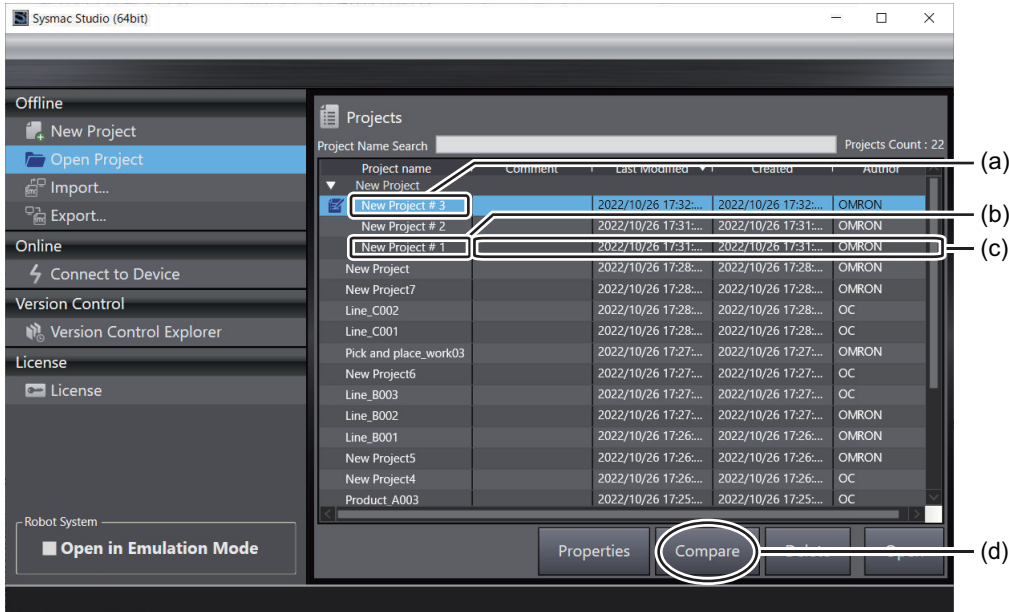 Sysmac Studio (64bit)
Offline
New Project
Open Project
Import...
Export...
Online
Connect to Device
Version Control
Version Control Explorer
License
License
Robot System
Open in Emulation Mode
Projects
Project Name Search Projects Count : 22
Project name Comment Last Modified Created Author
New Project
New Project # 3 2022/10/26 17:32:... 2022/10/26 17:32:... OMRON
New Project # 2 2022/10/26 17:31:... 2022/10/26 17:31:... OMRON
New Project # 1 2022/10/26 17:31:... 2022/10/26 17:31:... OMRON
New Project 2022/10/26 17:28:... 2022/10/26 17:28:... OMRON
New Project7 2022/10/26 17:28:... 2022/10/26 17:28:... OMRON
Line_C002 2022/10/26 17:28:... 2022/10/26 17:28:... OC
Line_C001 2022/10/26 17:28:... 2022/10/26 17:28:... OC
Pick and place_work03 2022/10/26 17:27:... 2022/10/26 17:27:... OMRON
New Project6 2022/10/26 17:27:... 2022/10/26 17:27:... OC
Line_B003 2022/10/26 17:27:... 2022/10/26 17:27:... OC
Line_B002 2022/10/26 17:27:... 2022/10/26 17:27:... OMRON
Line_B001 2022/10/26 17:26:... 2022/10/26 17:26:... OMRON
New Project5 2022/10/26 17:26:... 2022/10/26 17:26:... OMRON
New Project4 2022/10/26 17:26:... 2022/10/26 17:26:... OC
Product_A003 2022/10/26 17:25:... 2022/10/26 17:25:... OC
Properties Compare Delete Open
(a)
(b)
(c)
(d)